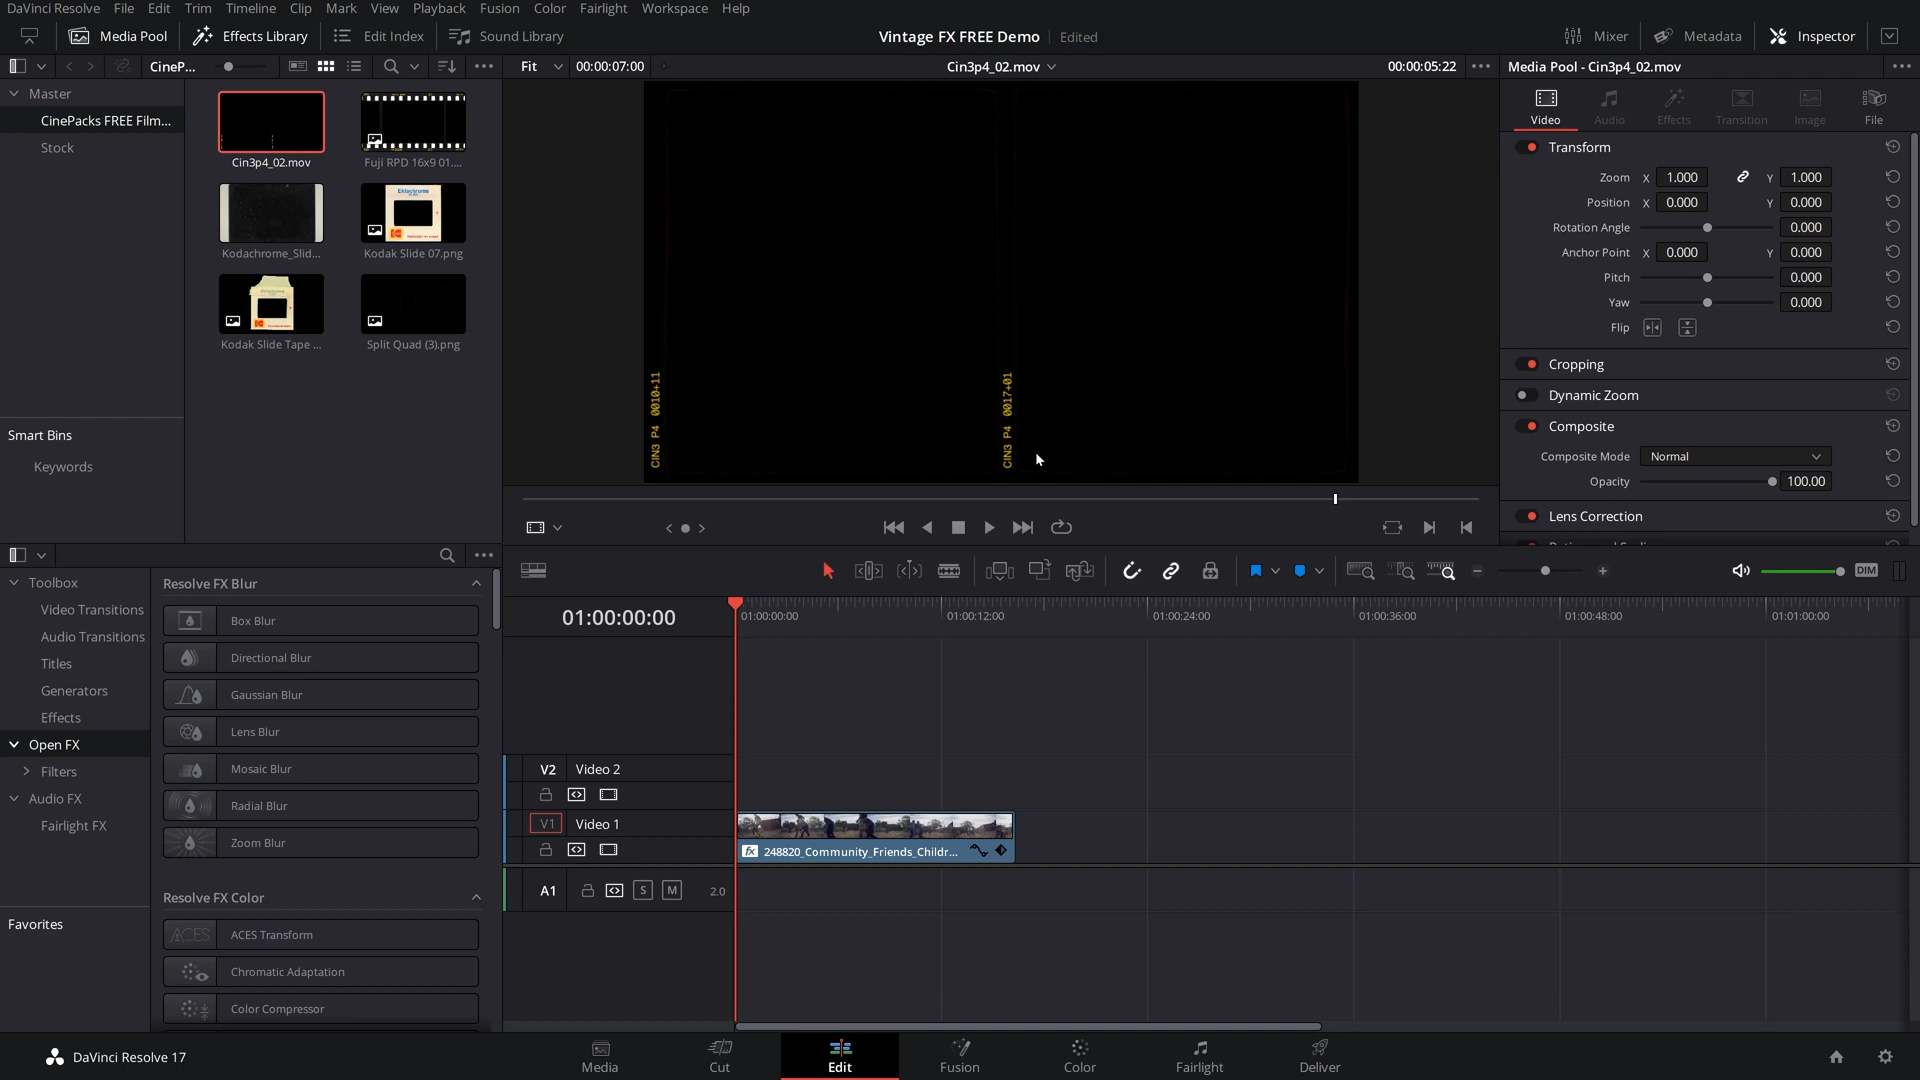 DaVinci Resolve File Edit Trim Timeline Clip Mark View Playback Fusion Color Fairlight Workspace Help
Media Pool Effects Library Edit Index Sound Library Vintage FX FREE Demo Edited Mixer Metadata Inspector
CineP... Fit 00:00:07:00 Cin3p4_02.mov 00:00:05:22 Media Pool - Cin3p4_02.mov
Master
CinePacks FREE Film...
Stock
Cin3p4_02.mov Fuji RPD 16x9 01....
Kodachrome_Slid... Kodak Slide 07.png
Kodak Slide Tape ... Split Quad (3).png
Smart Bins
Keywords
CIN3 P4 0010+11
CIN3 P4 0017+01
Video Audio Effects Transition Image File
Transform
Zoom X 1.000 Y 1.000
Position X 0.000 Y 0.000
Rotation Angle 0.000
Anchor Point X 0.000 Y 0.000
Pitch 0.000
Yaw 0.000
Flip
Cropping
Dynamic Zoom
Composite
Composite Mode Normal
Opacity 100.00
Lens Correction
Toolbox
Video Transitions
Audio Transitions
Titles
Generators
Effects
Open FX
Filters
Audio FX
Fairlight FX
Favorites
Resolve FX Blur
Box Blur
Directional Blur
Gaussian Blur
Lens Blur
Mosaic Blur
Radial Blur
Zoom Blur
Resolve FX Color
ACES ACES Transform
Chromatic Adaptation
Color Compressor
DIM
01:00:00:00 01:00:00:00 01:00:12:00 01:00:24:00 01:00:36:00 01:00:48:00 01:01:00:00
V2 Video 2
V1 Video 1
fx 248820_Community_Friends_Childr...
A1 S M 2.0
DaVinci Resolve 17 Media Cut Edit Fusion Color Fairlight Deliver